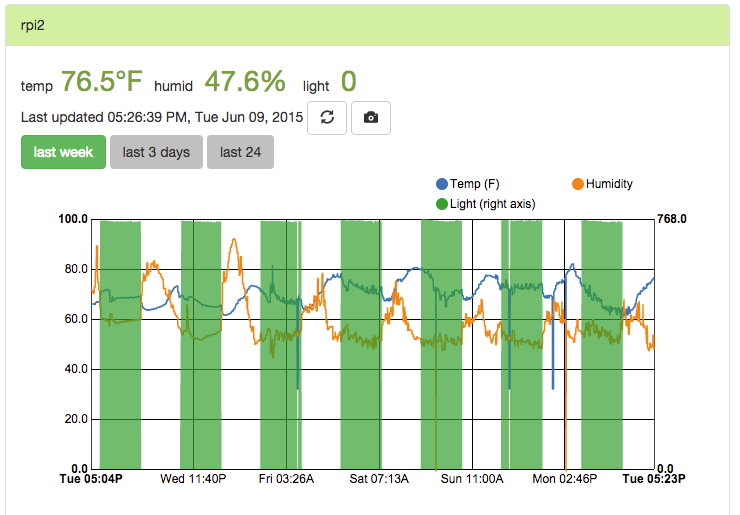 rpi2
temp 76.5°F humid 47.6% light 0
Last updated 05:26:39 PM, Tue Jun 09, 2015
last week last 3 days last 24
Temp (F) Humidity
Light (right axis)
100.0 768.0
80.0
60.0
40.0
20.0
0.0 0.0
Tue 05:04P Wed 11:40P Fri 03:26A Sat 07:13A Sun 11:00A Mon 02:46P Tue 05:23P